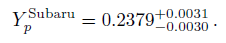 Y_p^Subaru = 0.2379^{+0.0031}_{−0.0030} .